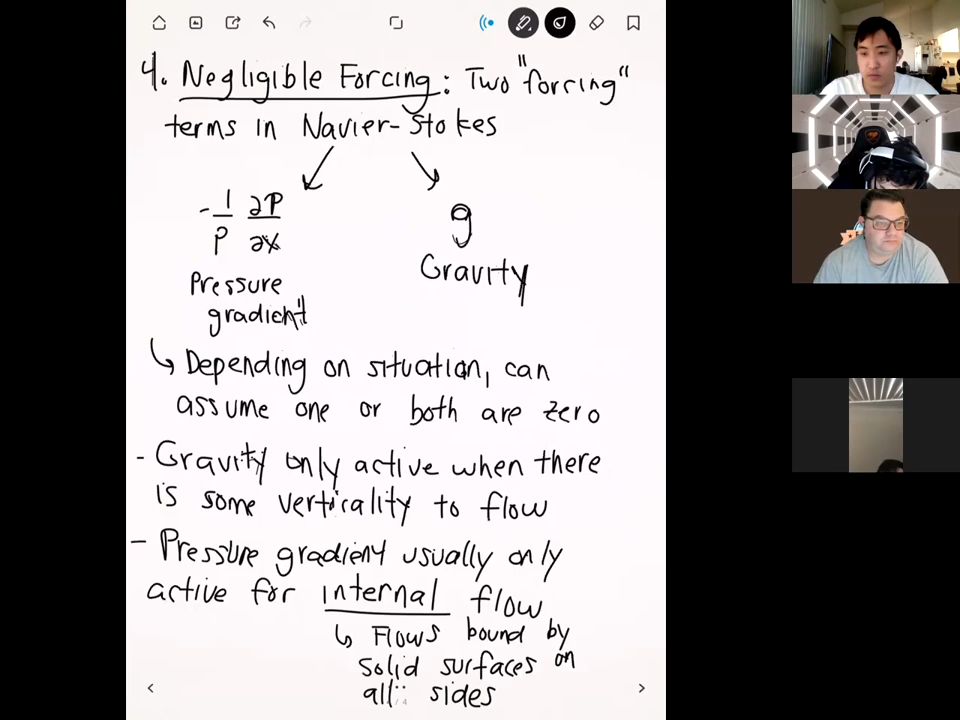 4. Negligible Forcing: Two "forcing"
terms in Navier-Stokes
-1/ρ ∂P/∂x
g
Gravity
Pressure
gradient
↳ Depending on situation, can
assume one or both are zero
- Gravity only active when there
is some verticality to flow
- Pressure gradient usually only
active for internal flow
↳ Flows bound by
solid surfaces on
all sides